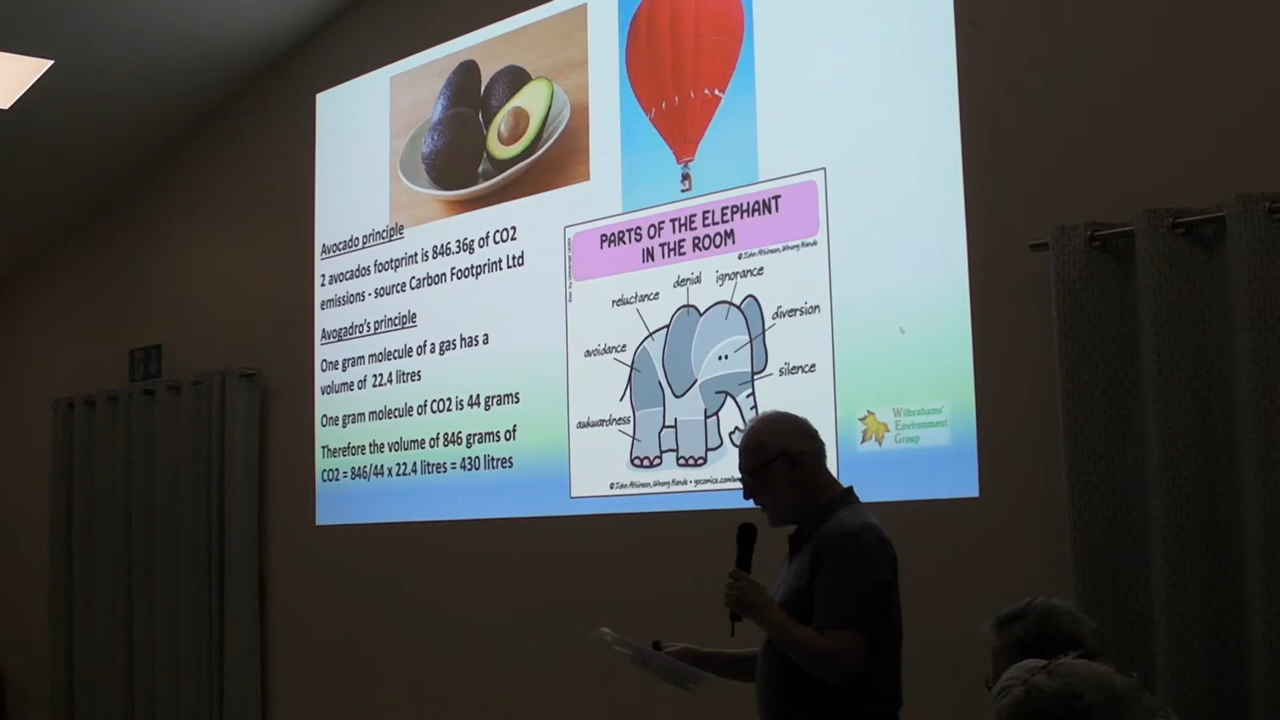 Avocado principle
2 avocados footprint is 846.36g of CO2
emissions - source Carbon Footprint Ltd
Avogadro's principle
One gram molecule of a gas has a
volume of 22.4 litres
One gram molecule of CO2 is 44 grams
Therefore the volume of 846 grams of
CO2 = 846/44 x 22.4 litres = 430 litres
PARTS OF THE ELEPHANT
IN THE ROOM
© John Atkinson, Wrong Hands
reluctance
denial
ignorance
diversion
avoidance
silence
awkwardness
© John Atkinson, Wrong Hands • gocomics.com/
Wilbrahams'
Environment
Group